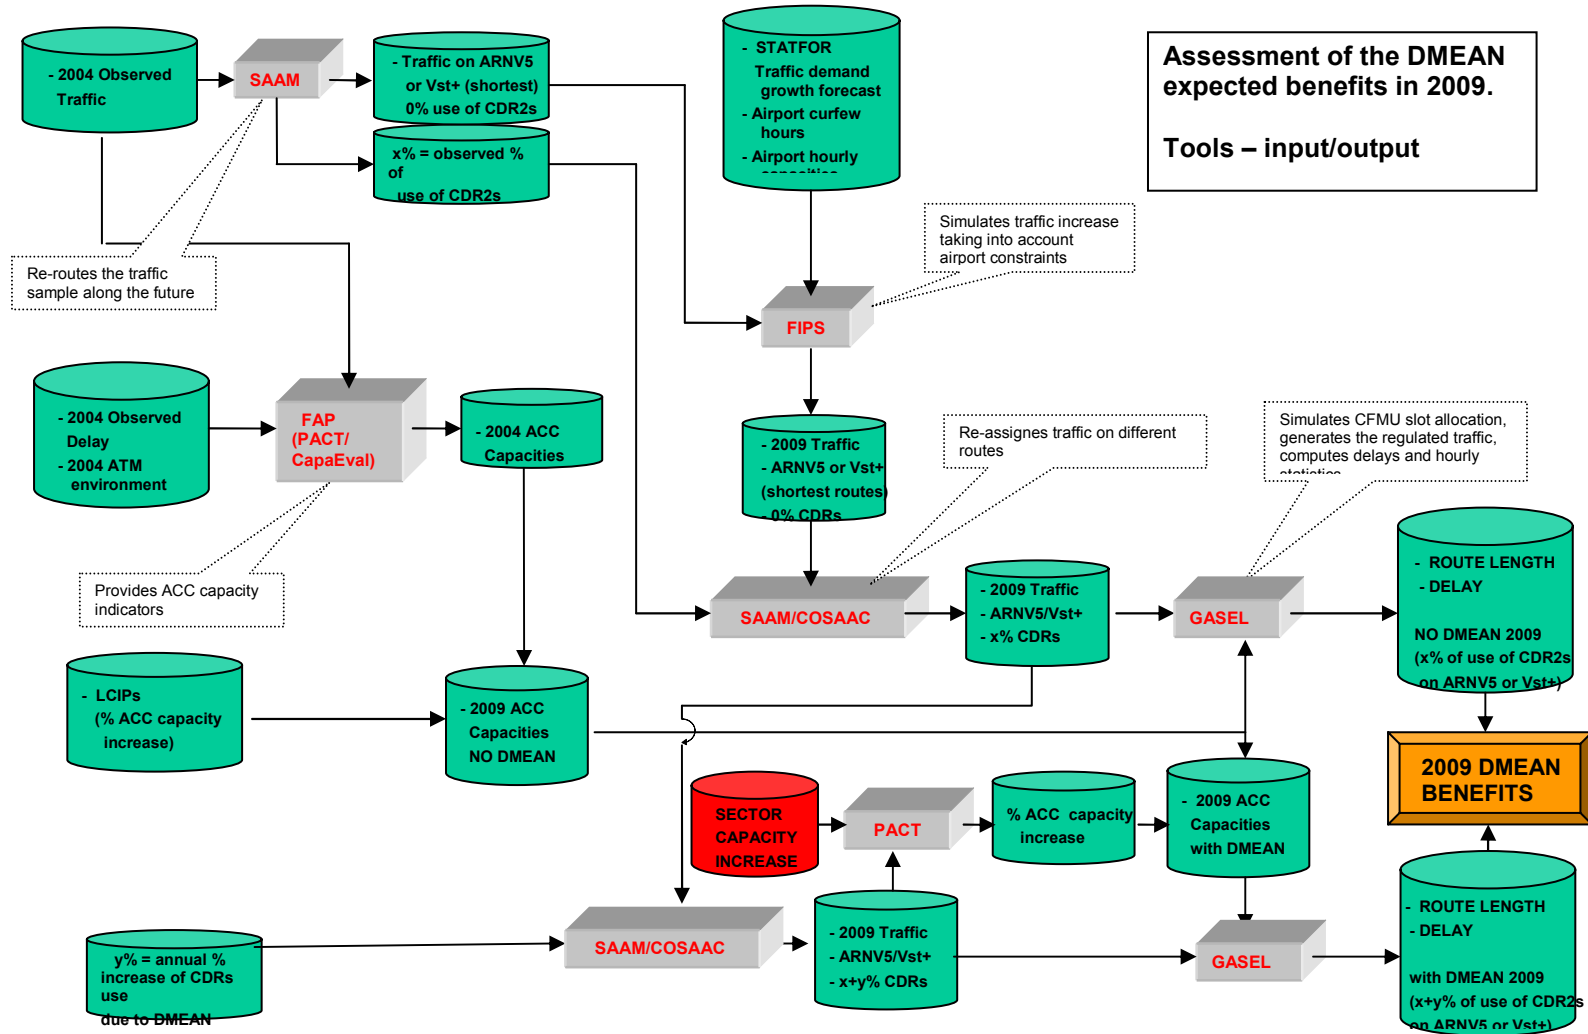 Assessment of the DMEAN
expected benefits in 2009.
Tools – input/output
- 2004 Observed
Traffic
SAAM
- Traffic on ARNV5
or Vst+ (shortest)
0% use of CDR2s
x% = observed %
of
use of CDR2s
- STATFOR
Traffic demand
growth forecast
- Airport curfew
hours
- Airport hourly
capacities
Simulates traffic increase
taking into account
airport constraints
Re-routes the traffic
sample along the future
FIPS
- 2004 Observed
Delay
- 2004 ATM
environment
FAP
(PACT/
CapaEval)
- 2004 ACC
Capacities
- 2009 Traffic
- ARNV5 or Vst+
(shortest routes)
- 0% CDRs
Re-assignes traffic on different
routes
Simulates CFMU slot allocation,
generates the regulated traffic,
computes delays and hourly
statistics
Provides ACC capacity
indicators
SAAM/COSAAC
- 2009 Traffic
- ARNV5/Vst+
- x% CDRs
GASEL
- ROUTE LENGTH
- DELAY
NO DMEAN 2009
(x% of use of CDR2s
on ARNV5 or Vst+)
- LCIPs
(% ACC capacity
increase)
- 2009 ACC
Capacities
NO DMEAN
SECTOR
CAPACITY
INCREASE
PACT
% ACC capacity
increase
- 2009 ACC
Capacities
with DMEAN
2009 DMEAN
BENEFITS
y% = annual %
increase of CDRs
use
due to DMEAN
SAAM/COSAAC
- 2009 Traffic
- ARNV5/Vst+
- x+y% CDRs
GASEL
- ROUTE LENGTH
- DELAY
with DMEAN 2009
(x+y% of use of CDR2s
on ARNV5 or Vst+)